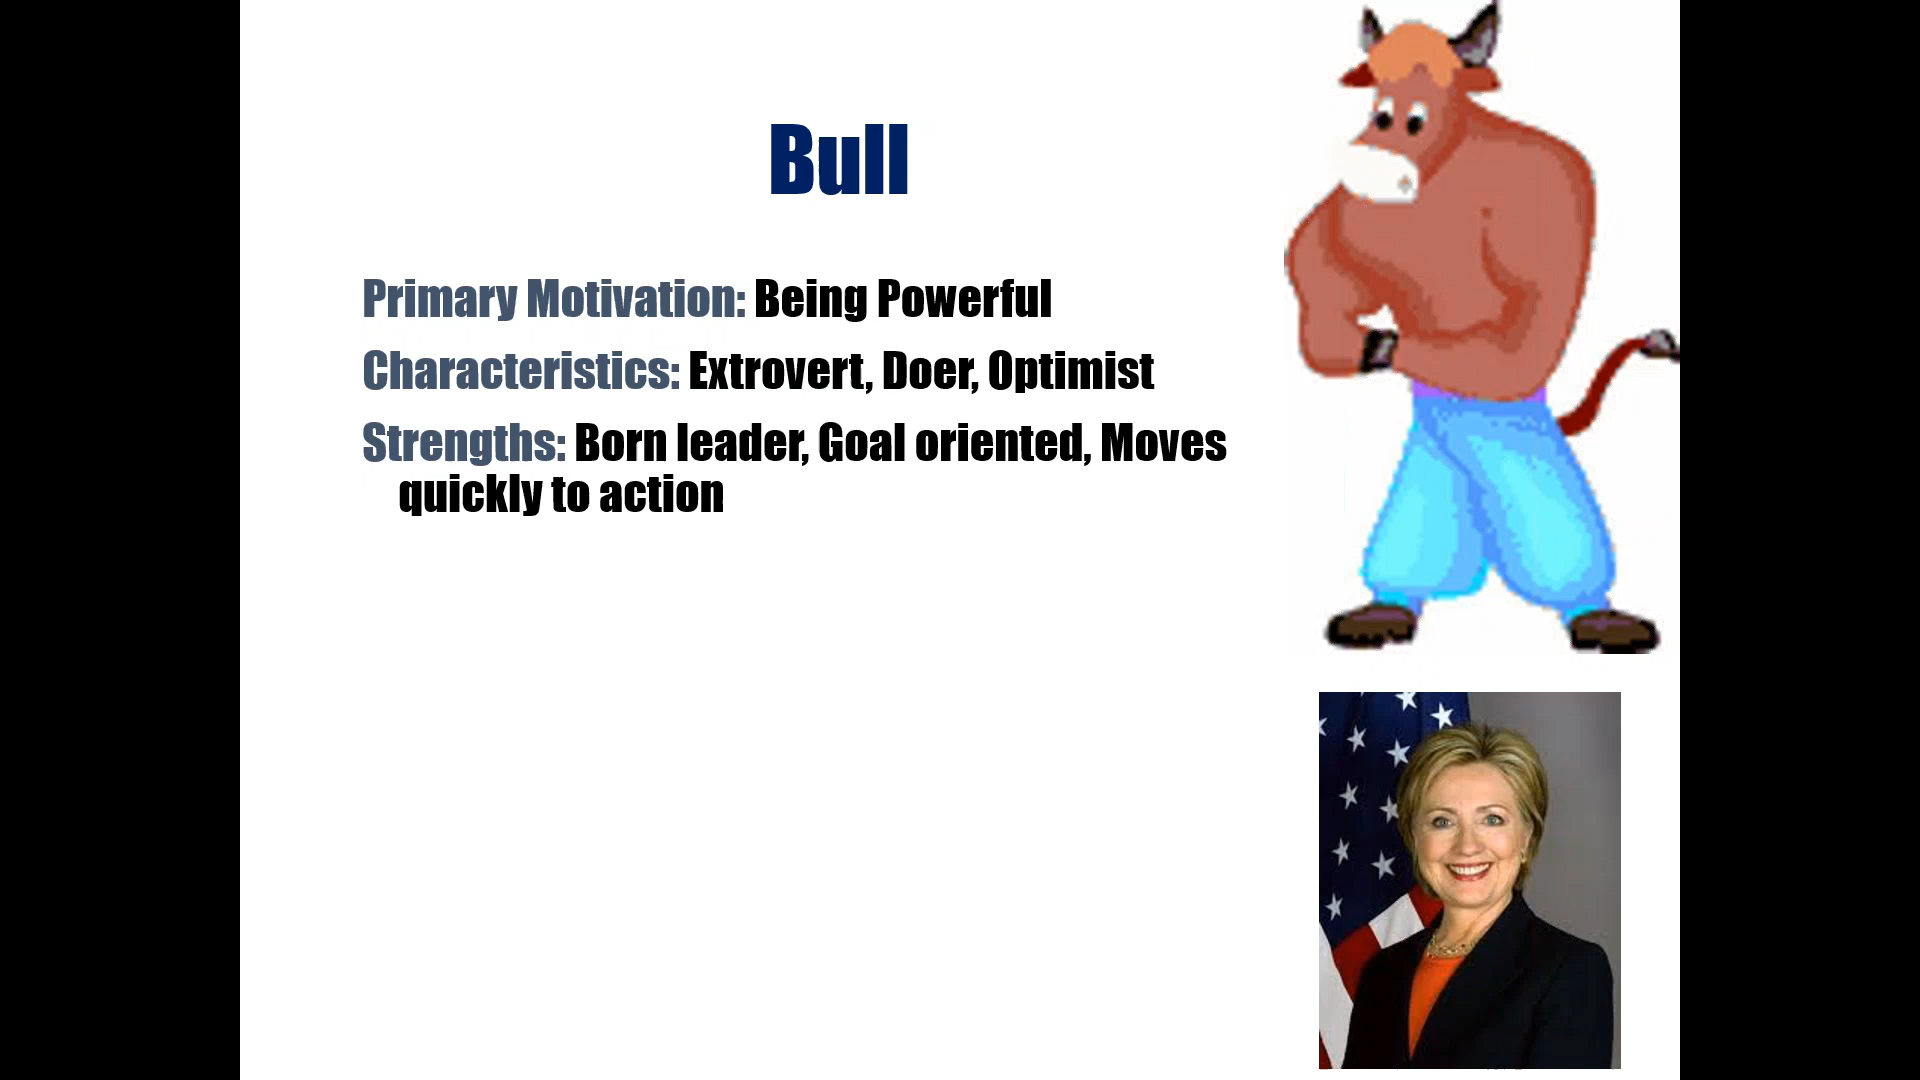 Bull
Primary Motivation: Being Powerful
Characteristics: Extrovert, Doer, Optimist
Strengths: Born leader, Goal oriented, Moves
quickly to action